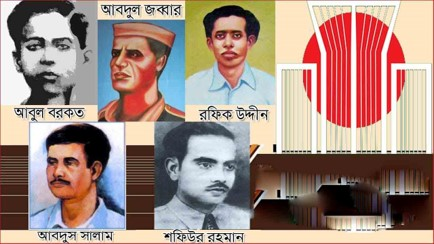 আবদুল জব্বার
আবুল বরকত
রফিক উদ্দীন
আবদুস সালাম
শফিউর রহমান